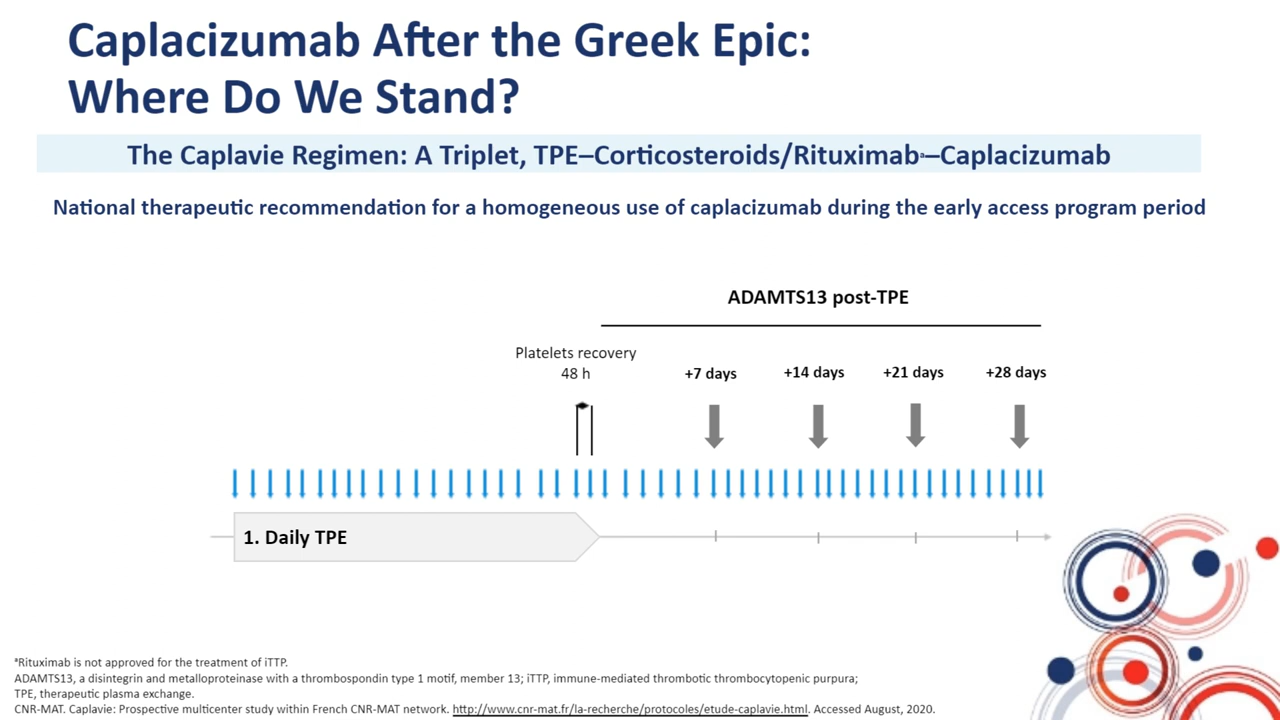 Caplacizumab After the Greek Epic:
Where Do We Stand?
The Caplavie Regimen: A Triplet, TPE–Corticosteroids/Rituximabª–Caplacizumab
National therapeutic recommendation for a homogeneous use of caplacizumab during the early access program period
ADAMTS13 post-TPE
Platelets recovery
48 h
+7 days
+14 days
+21 days
+28 days
1. Daily TPE
ªRituximab is not approved for the treatment of iTTP.
ADAMTS13, a disintegrin and metalloproteinase with a thrombospondin type 1 motif, member 13; iTTP, immune-mediated thrombotic thrombocytopenic purpura;
TPE, therapeutic plasma exchange.
CNR-MAT. Caplavie: Prospective multicenter study within French CNR-MAT network. http://www.cnr-mat.fr/la-recherche/protocoles/etude-caplavie.html. Accessed August, 2020.